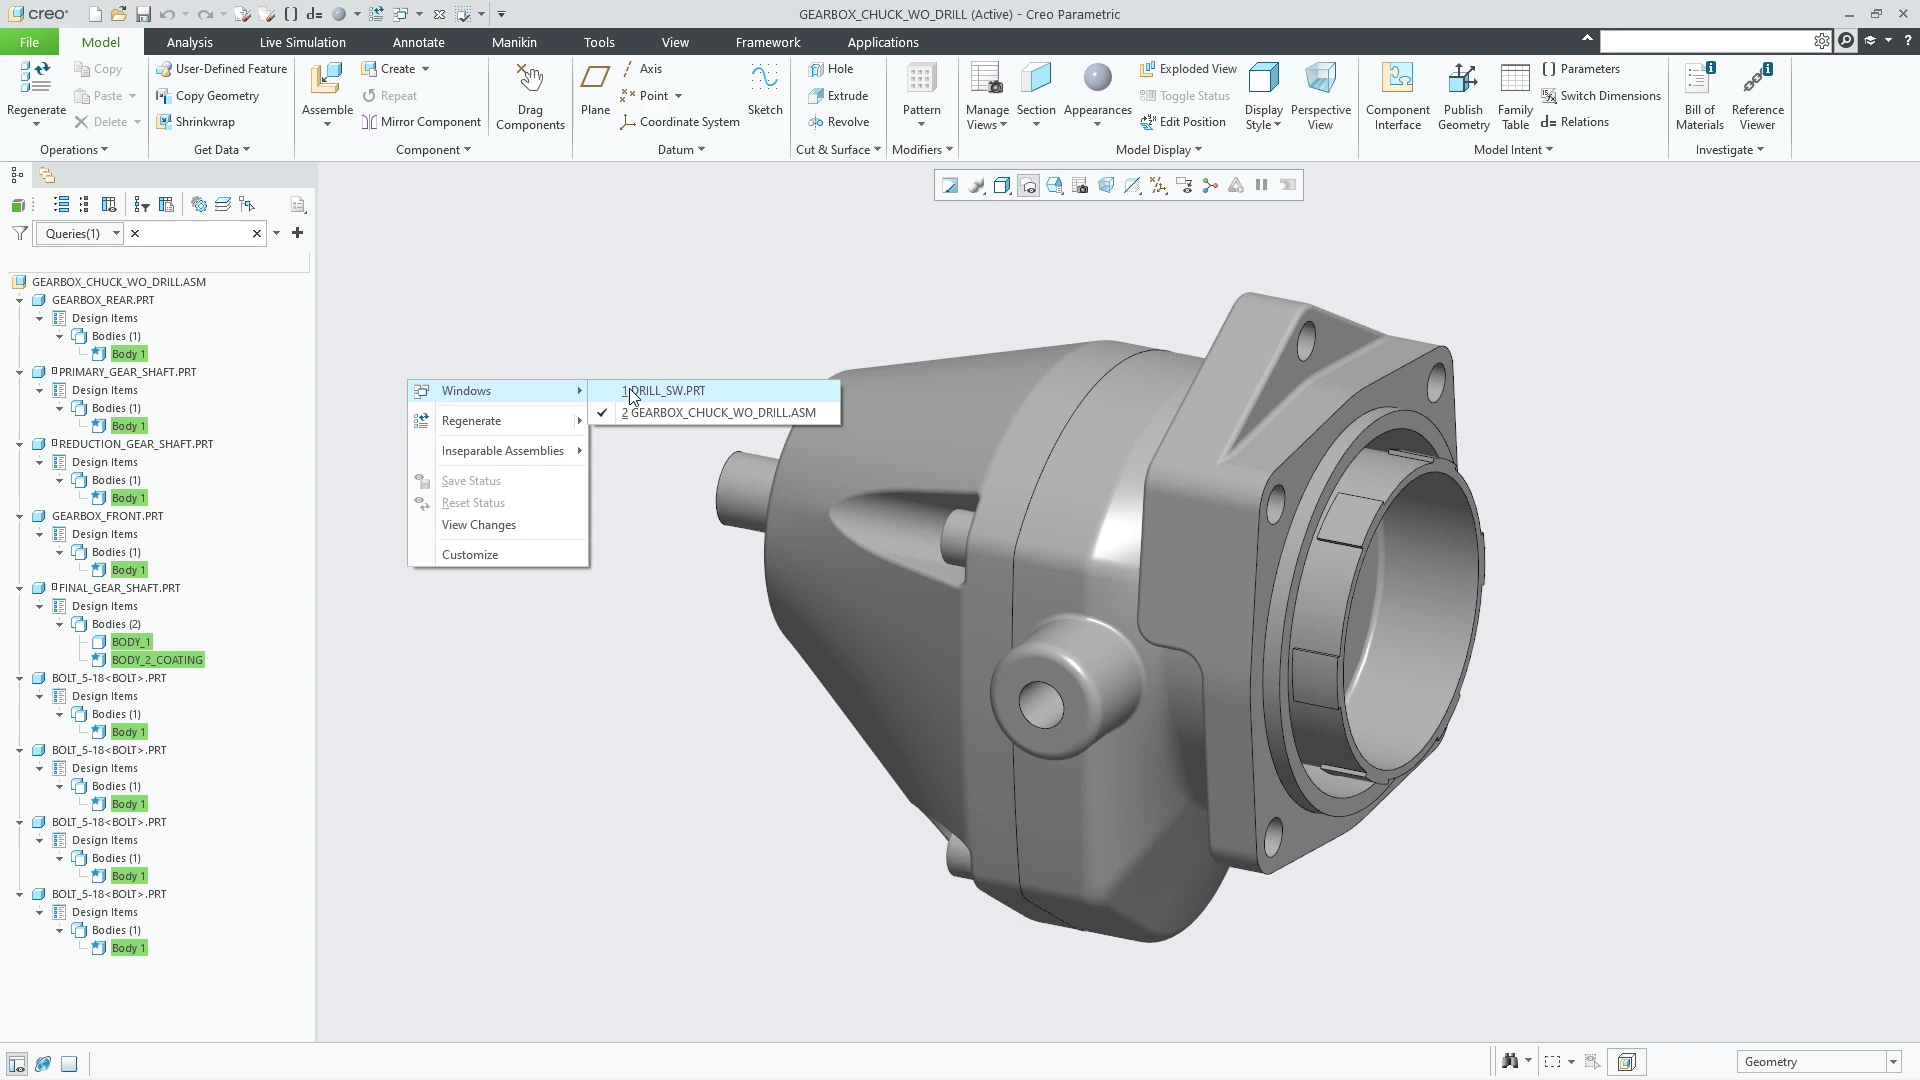 creo
d=
GEARBOX_CHUCK_WO_DRILL (Active) - Creo Parametric
File
Model
Analysis
Live Simulation
Annotate
Manikin
Tools
View
Framework
Applications
?
Regenerate
Copy
Paste
Delete
Operations
User-Defined Feature
Copy Geometry
Shrinkwrap
Get Data
Assemble
Create
Repeat
Mirror Component
Component
Drag
Components
Plane
Axis
Point
Coordinate System
Sketch
Datum
Hole
Extrude
Revolve
Cut & Surface
Pattern
Modifiers
Manage
Views
Section
Appearances
Exploded View
Toggle Status
Edit Position
Display
Style
Perspective
View
Model Display
Component
Interface
Publish
Geometry
Family
Table
Parameters
Switch Dimensions
d= Relations
Model Intent
Bill of
Materials
Reference
Viewer
Investigate
Queries(1)
GEARBOX_CHUCK_WO_DRILL.ASM
GEARBOX_REAR.PRT
Design Items
Bodies (1)
Body 1
PRIMARY_GEAR_SHAFT.PRT
Design Items
Bodies (1)
Body 1
REDUCTION_GEAR_SHAFT.PRT
Design Items
Bodies (1)
Body 1
GEARBOX_FRONT.PRT
Design Items
Bodies (1)
Body 1
FINAL_GEAR_SHAFT.PRT
Design Items
Bodies (2)
BODY_1
BODY_2_COATING
BOLT_5-18<BOLT>.PRT
Design Items
Bodies (1)
Body 1
BOLT_5-18<BOLT>.PRT
Design Items
Bodies (1)
Body 1
BOLT_5-18<BOLT>.PRT
Design Items
Bodies (1)
Body 1
BOLT_5-18<BOLT>.PRT
Design Items
Bodies (1)
Body 1
Windows
Regenerate
Inseparable Assemblies
Save Status
Reset Status
View Changes
Customize
1 DRILL_SW.PRT
2 GEARBOX_CHUCK_WO_DRILL.ASM
Geometry